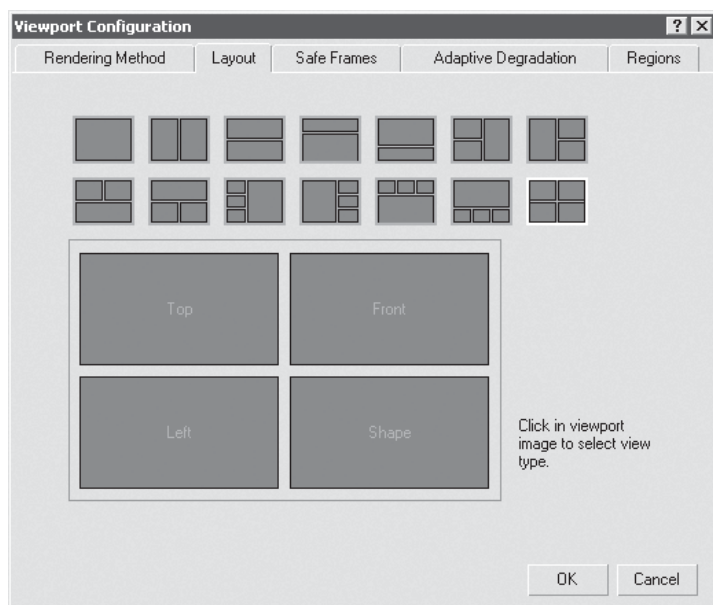 Viewport Configuration
Rendering Method Layout Safe Frames Adaptive Degradation Regions
Top Front
Left Shape
Click in viewport
image to select view
type.
OK Cancel